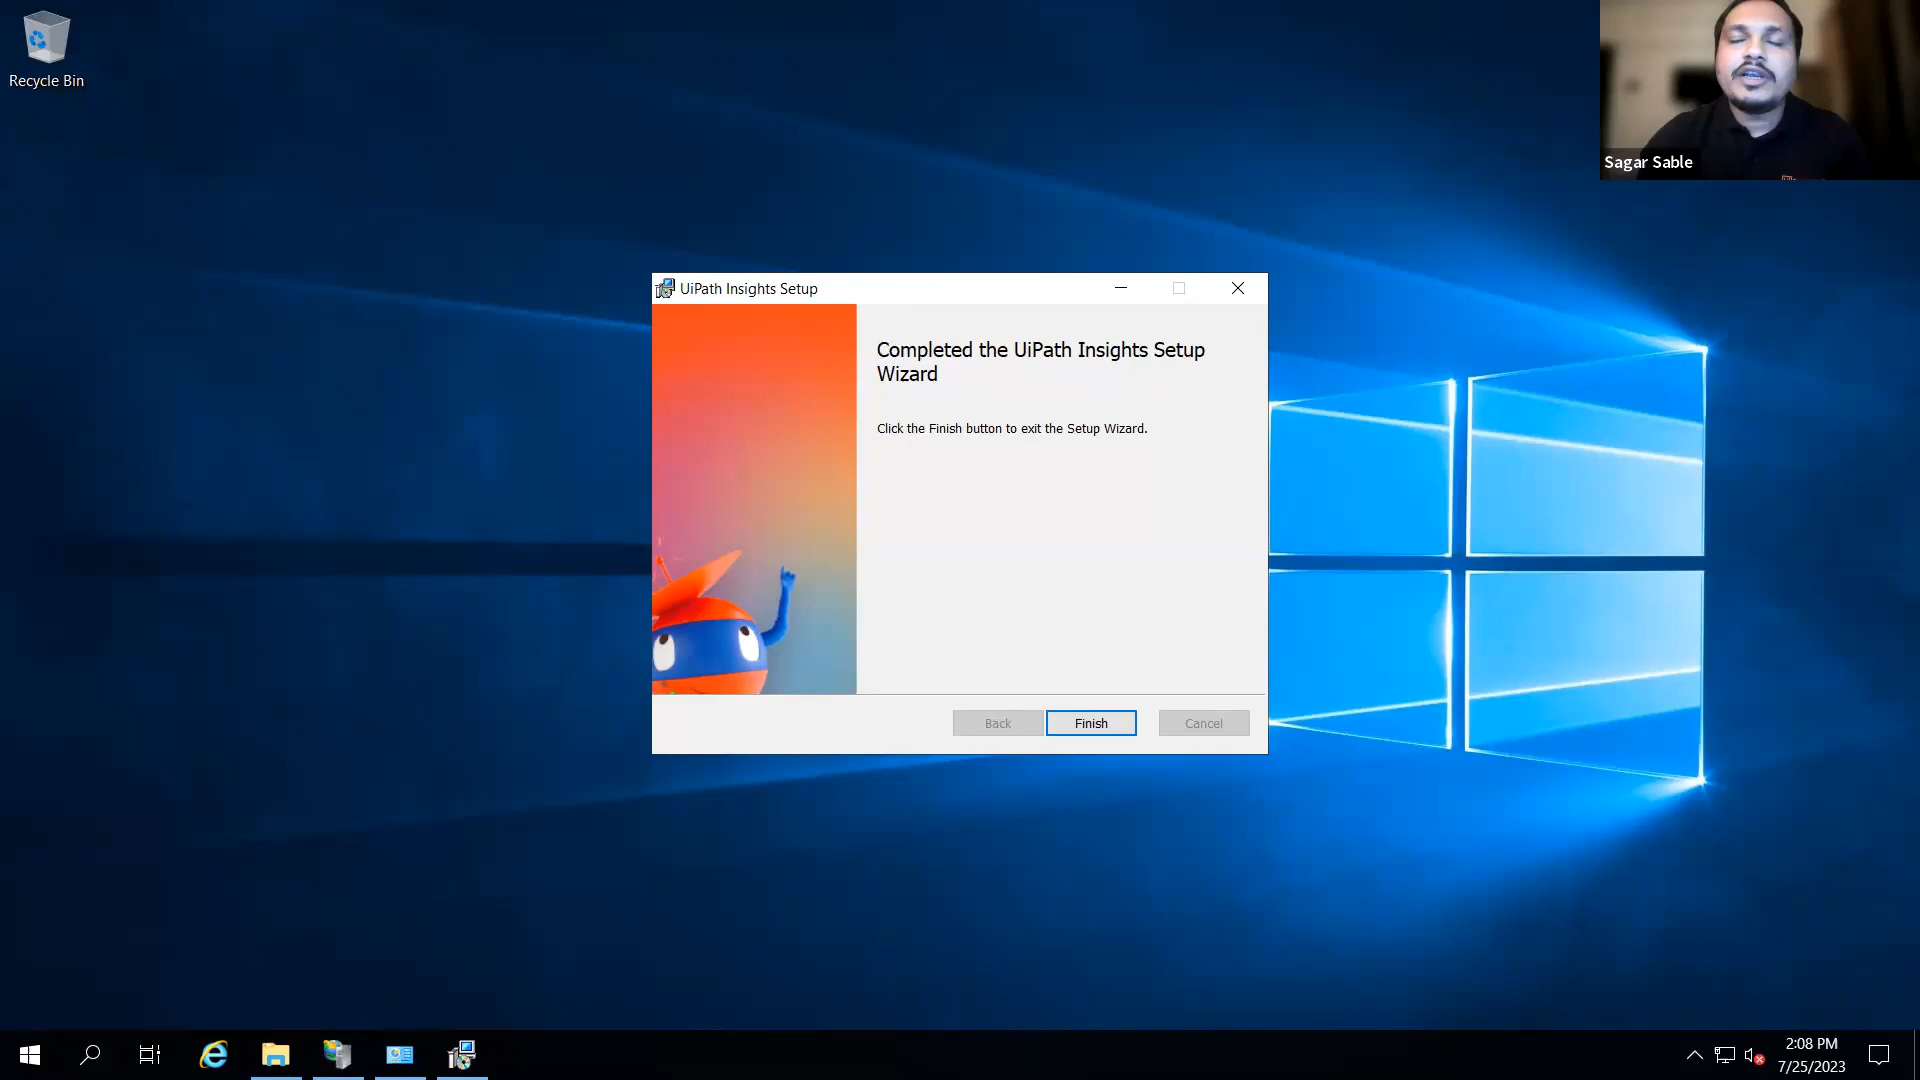 Recycle Bin
Sagar Sable
UiPath Insights Setup
Completed the UiPath Insights Setup
Wizard
Click the Finish button to exit the Setup Wizard.
Back
Finish
Cancel
2:08 PM
7/25/2023